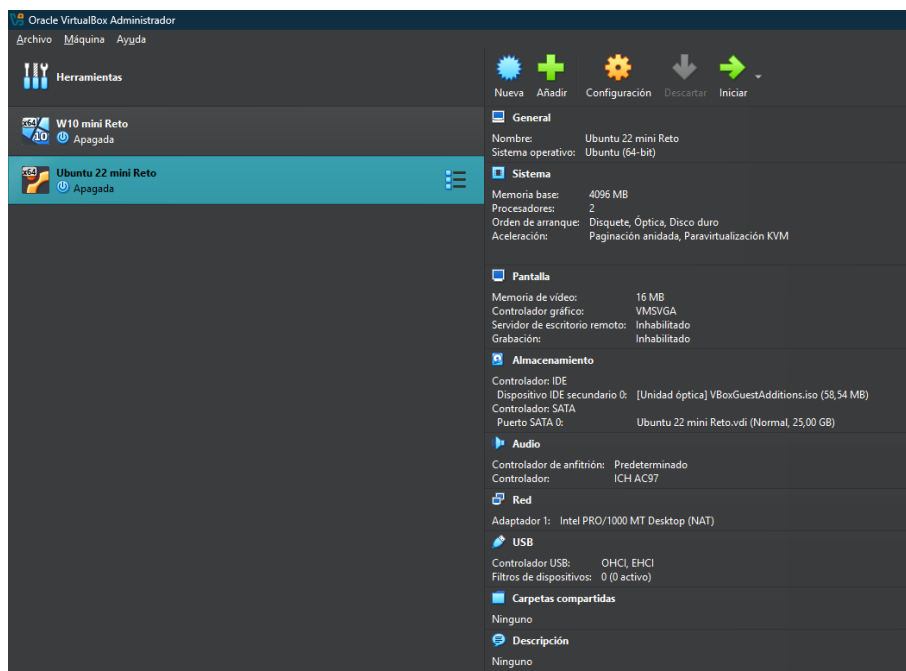 Oracle VirtualBox Administrador
Archivo Máquina Ayuda
Herramientas
Nueva Añadir Configuración Descartar Iniciar
W10 mini Reto
Apagada
Ubuntu 22 mini Reto
Apagada
General
Nombre: Ubuntu 22 mini Reto
Sistema operativo: Ubuntu (64-bit)
Sistema
Memoria base: 4096 MB
Procesadores: 2
Orden de arranque: Disquete, Óptica, Disco duro
Aceleración: Paginación anidada, Paravirtualización KVM
Pantalla
Memoria de vídeo: 16 MB
Controlador gráfico: VMSVGA
Servidor de escritorio remoto: Inhabilitado
Grabación: Inhabilitado
Almacenamiento
Controlador: IDE
Dispositivo IDE secundario 0: [Unidad óptica] VBoxGuestAdditions.iso (58,54 MB)
Controlador: SATA
Puerto SATA 0: Ubuntu 22 mini Reto.vdi (Normal, 25,00 GB)
Audio
Controlador de anfitrión: Predeterminado
Controlador: ICH AC97
Red
Adaptador 1: Intel PRO/1000 MT Desktop (NAT)
USB
Controlador USB: OHCI, EHCI
Filtros de dispositivos: 0 (0 activo)
Carpetas compartidas
Ninguno
Descripción
Ninguno